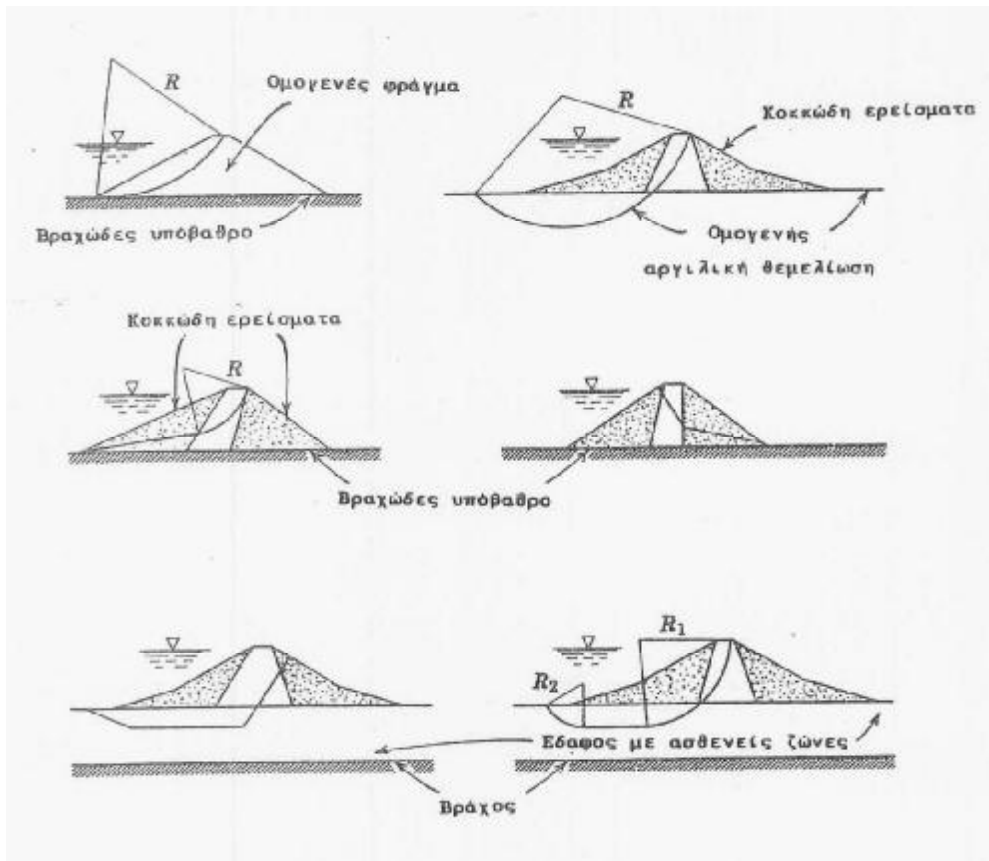 R
Ομογενές φράγμα
Βραχώδες υπόβαθρο
R
Κοκκώδη ερείσματα
Ομογενής
αργιλική θεμελίωση
Κοκκώδη ερείσματα
R
Βραχώδες υπόβαθρο
R1
R2
Εδαφος με ασθενείς ζώνες
Βράχος